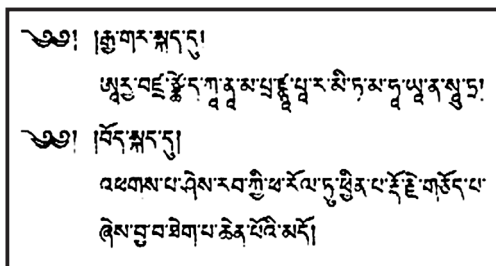 ༄༅། །རྒྱ་གར་སྐད་དུ།
ཨཱརྱ་བཛྲ་ཙྪེ་ད་ཀཱ་ནཱ་མ་པྲ་ཛྙཱ་པཱ་ར་མི་ཏ་མ་ཧཱ་ཡཱ་ན་སཱུ་ཏྲ།
༄༅། །བོད་སྐད་དུ།
འཕགས་པ་ཤེས་རབ་ཀྱི་ཕ་རོལ་ཏུ་ཕྱིན་པ་རྡོ་རྗེ་གཅོད་པ་
ཞེས་བྱ་བ་ཐེག་པ་ཆེན་པོའི་མདོ།